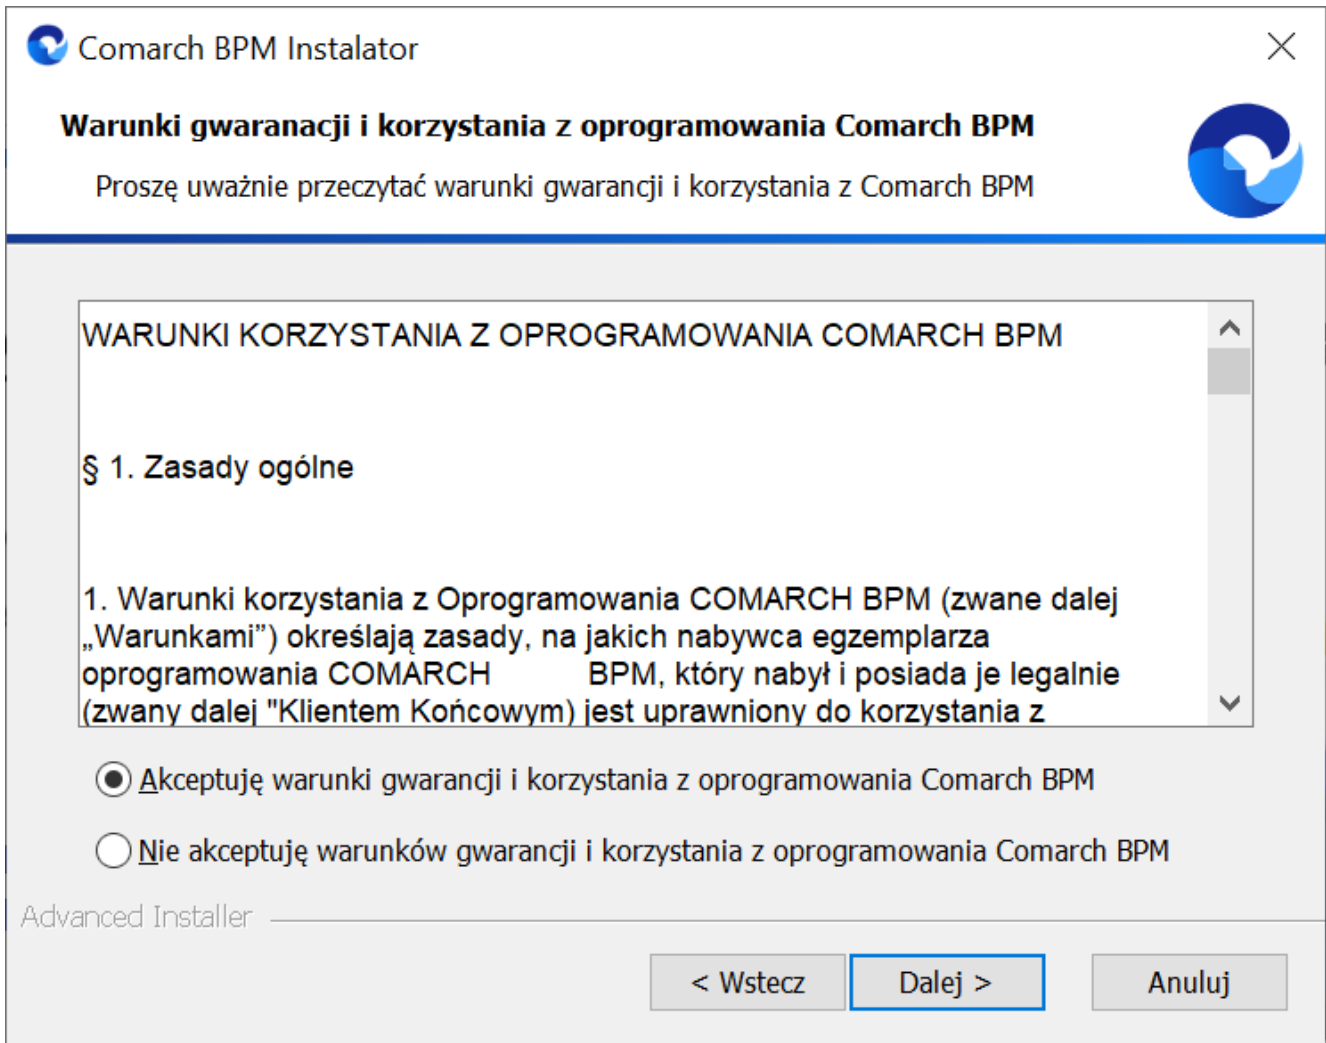 Comarch BPM Instalator
Warunki gwaranacji i korzystania z oprogramowania Comarch BPM
Proszę uważnie przeczytać warunki gwarancji i korzystania z Comarch BPM
WARUNKI KORZYSTANIA Z OPROGRAMOWANIA COMARCH BPM
§ 1. Zasady ogólne
1. Warunki korzystania z Oprogramowania COMARCH BPM (zwane dalej
„Warunkami”) określają zasady, na jakich nabywca egzemplarza
oprogramowania COMARCH BPM, który nabył i posiada je legalnie
(zwany dalej "Klientem Końcowym) jest uprawniony do korzystania z
Akceptuję warunki gwarancji i korzystania z oprogramowania Comarch BPM
Nie akceptuję warunków gwarancji i korzystania z oprogramowania Comarch BPM
Advanced Installer
< Wstecz Dalej > Anuluj